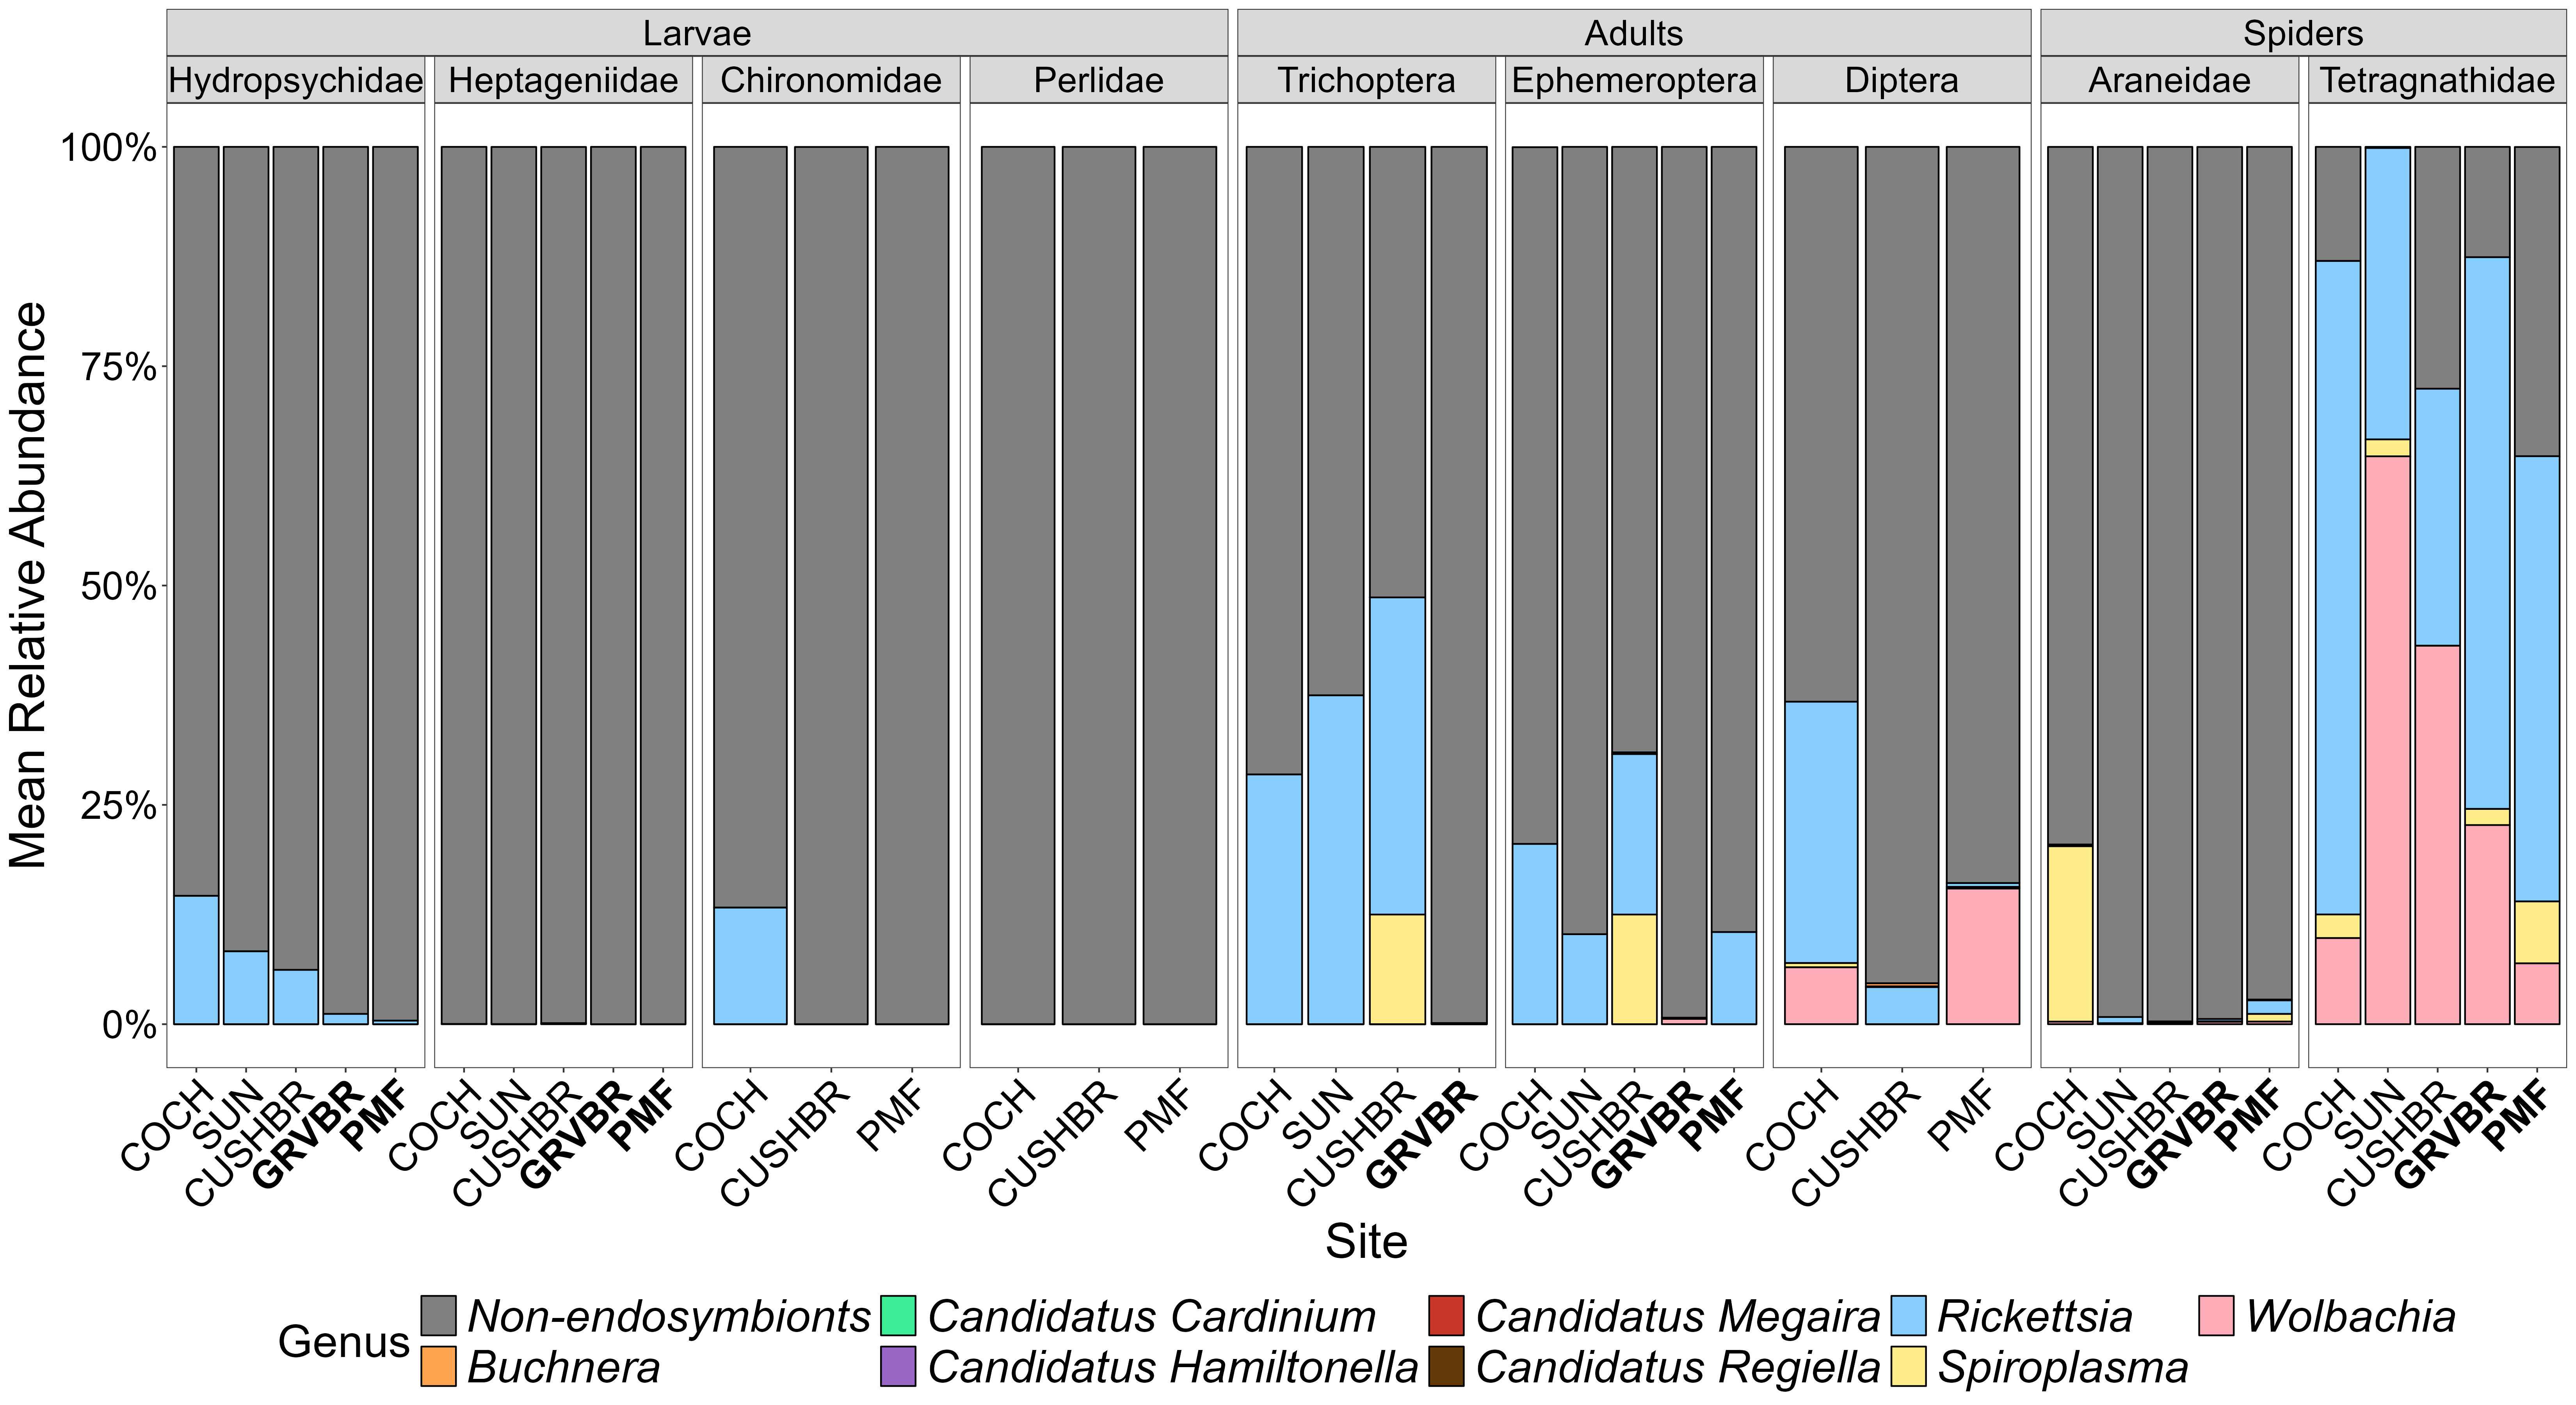 Larvae Adults Spiders
Hydropsychidae Heptageniidae Chironomidae Perlidae Trichoptera Ephemeroptera Diptera Araneidae Tetragnathidae
Mean Relative Abundance
100%
75%
50%
25%
0%
COCH SUN CUSHBR GRVBR PMF COCH SUN CUSHBR GRVBR PMF COCH CUSHBR PMF COCH CUSHBR PMF COCH SUN CUSHBR GRVBR COCH SUN CUSHBR GRVBR PMF COCH CUSHBR PMF COCH SUN CUSHBR GRVBR PMF COCH SUN CUSHBR GRVBR PMF
Site
Genus
Non-endosymbionts Candidatus Cardinium Candidatus Megaira Rickettsia Wolbachia
Buchnera Candidatus Hamiltonella Candidatus Regiella Spiroplasma